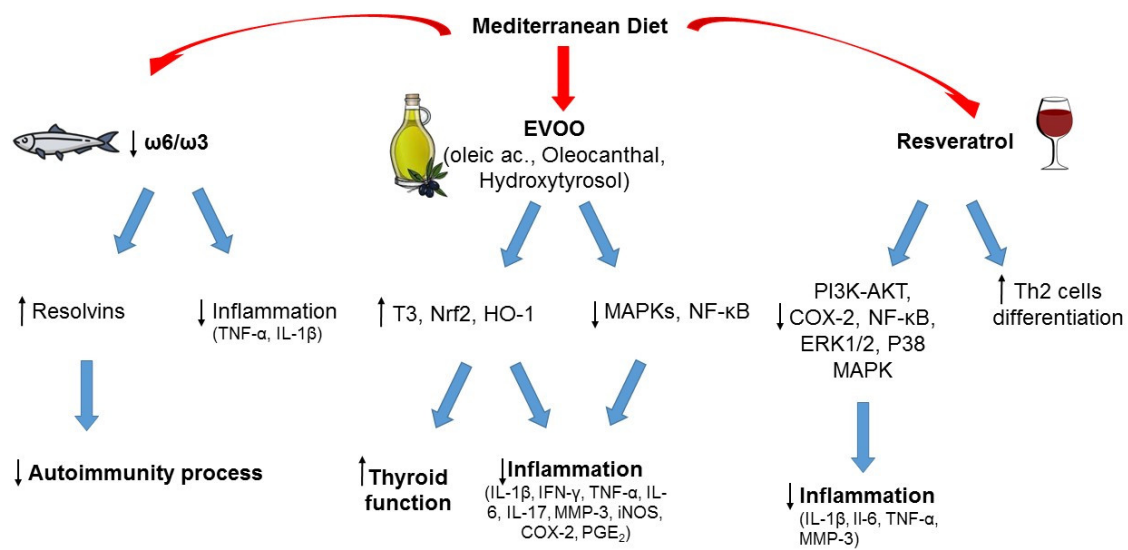 Mediterranean Diet
↓ ω6/ω3
EVOO
(oleic ac., Oleocanthal,
Hydroxytyrosol)
Resveratrol
↑ Resolvins
↓ Inflammation
(TNF-α, IL-1β)
↑ T3, Nrf2, HO-1
↓ MAPKs, NF-κB
PI3K-AKT,
↓ COX-2, NF-κB,
ERK1/2, P38
MAPK
↑ Th2 cells
differentiation
↓ Autoimmunity process
↑ Thyroid
function
↓ Inflammation
(IL-1β, IFN-γ, TNF-α, IL-
6, IL-17, MMP-3, iNOS,
COX-2, PGE₂)
↓ Inflammation
(IL-1β, Il-6, TNF-α,
MMP-3)